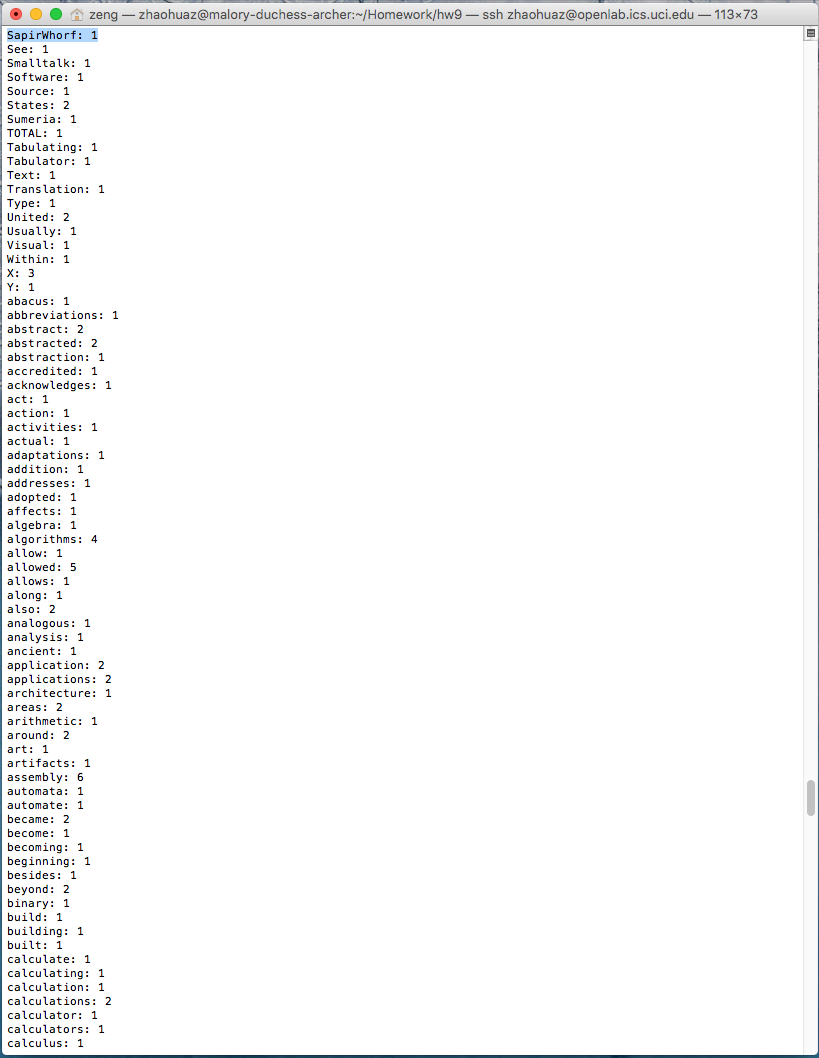 zeng — zhaohuaz@malory-duchess-archer:~/Homework/hw9 — ssh zhaohuaz@openlab.ics.uci.edu — 113×73
SapirWhorf: 1
See: 1
Smalltalk: 1
Software: 1
Source: 1
States: 2
Sumeria: 1
TOTAL: 1
Tabulating: 1
Tabulator: 1
Text: 1
Translation: 1
Type: 1
United: 2
Usually: 1
Visual: 1
Within: 1
X: 3
Y: 1
abacus: 1
abbreviations: 1
abstract: 2
abstracted: 2
abstraction: 1
accredited: 1
acknowledges: 1
act: 1
action: 1
activities: 1
actual: 1
adaptations: 1
addition: 1
addresses: 1
adopted: 1
affects: 1
algebra: 1
algorithms: 4
allow: 1
allowed: 5
allows: 1
along: 1
also: 2
analogous: 1
analysis: 1
ancient: 1
application: 2
applications: 2
architecture: 1
areas: 2
arithmetic: 1
around: 2
art: 1
artifacts: 1
assembly: 6
automata: 1
automate: 1
became: 2
become: 1
becoming: 1
beginning: 1
besides: 1
beyond: 2
binary: 1
build: 1
building: 1
built: 1
calculate: 1
calculating: 1
calculation: 1
calculations: 2
calculator: 1
calculators: 1
calculus: 1